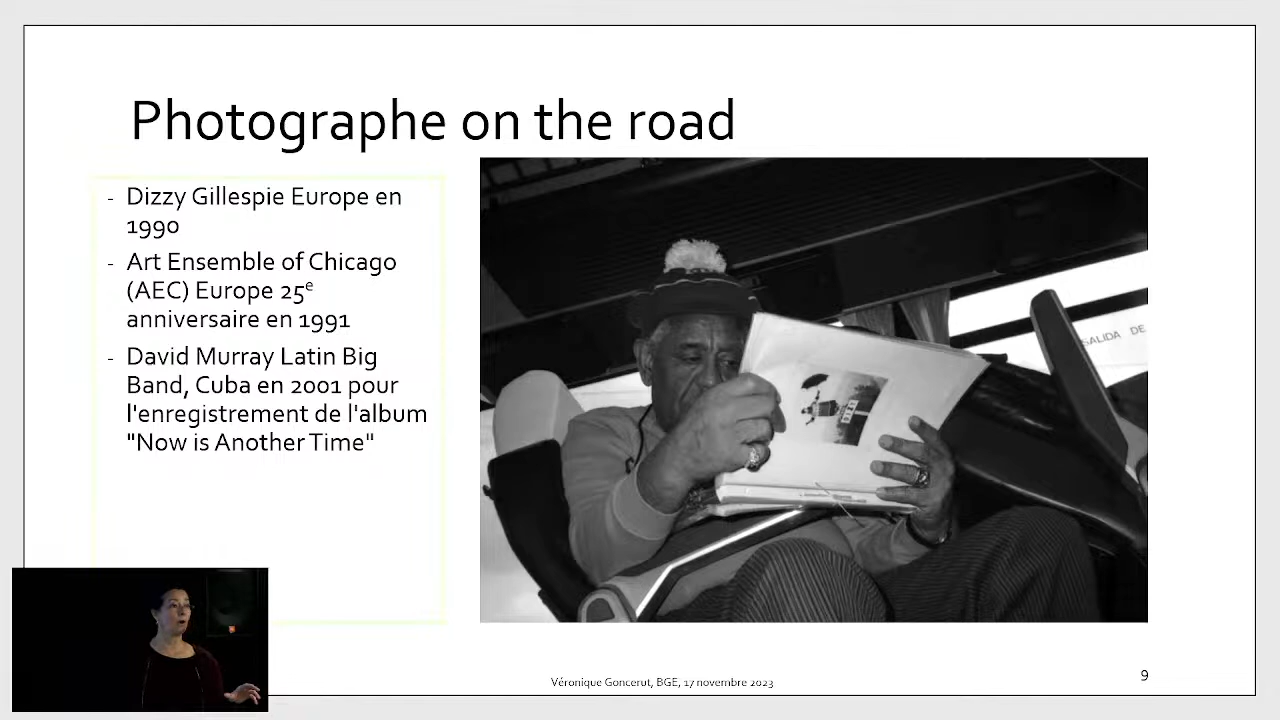 Photographe on the road
- Dizzy Gillespie Europe en
1990
- Art Ensemble of Chicago
(AEC) Europe 25e
anniversaire en 1991
- David Murray Latin Big
Band, Cuba en 2001 pour
l'enregistrement de l'album
"Now is Another Time"
SALIDA DE
Véronique Goncerut, BGE, 17 novembre 2023
9